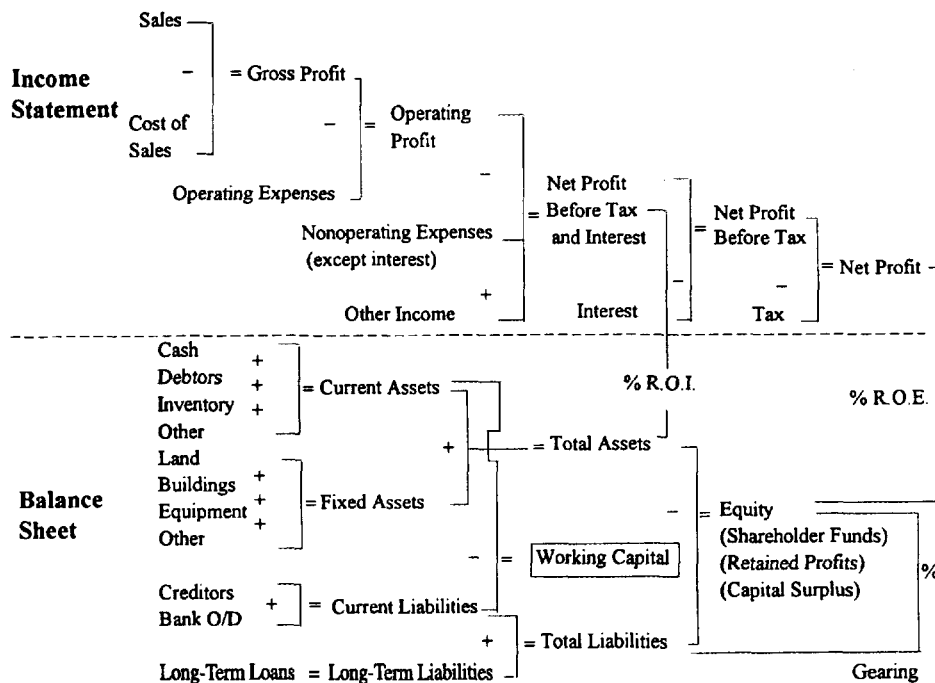 Sales
Income
Statement
−
= Gross Profit
Cost of
Sales
−
= Operating
Profit
Operating Expenses
−
Nonoperating Expenses
(except interest)
+
Other Income
= Net Profit
Before Tax
and Interest
−
Interest
= Net Profit
Before Tax
−
Tax
= Net Profit
Balance
Sheet
Cash +
Debtors +
Inventory +
Other
= Current Assets
Land
Buildings +
Equipment +
Other +
= Fixed Assets
+
= Total Assets
% R.O.I.
% R.O.E.
−
= Working Capital
Creditors
Bank O/D
+
= Current Liabilities
+
Long-Term Loans = Long-Term Liabilities
= Total Liabilities
−
= Equity
(Shareholder Funds)
(Retained Profits)
(Capital Surplus)
%
Gearing